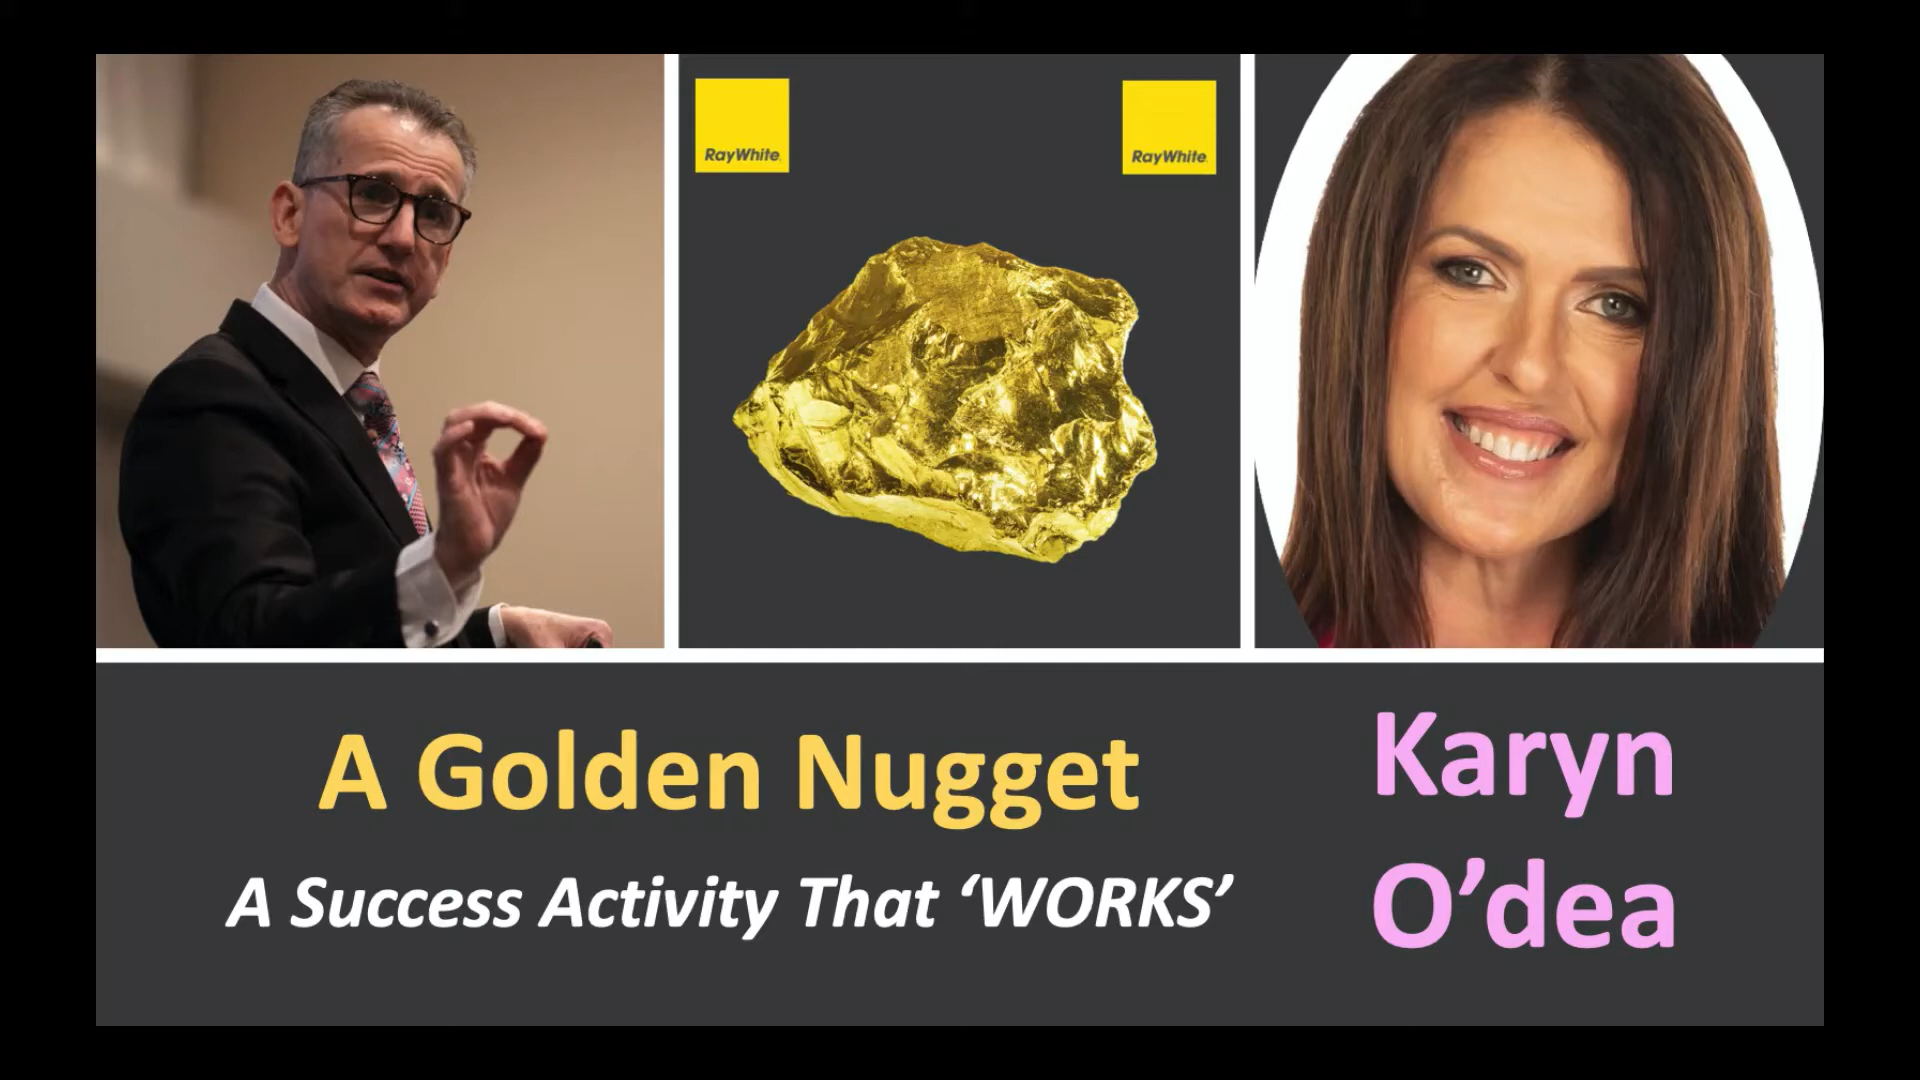 RayWhite.
RayWhite.
A Golden Nugget
A Success Activity That ‘WORKS’
Karyn
O’dea